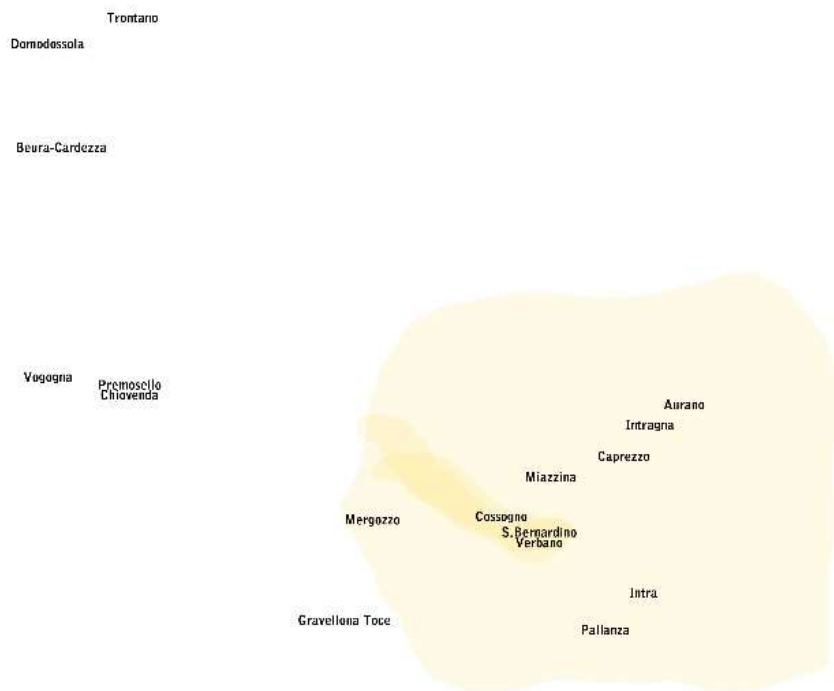 Trontano
Domodossola
Beura-Cardezza
Vogogna
Premosello
Chiovenda
Aurano
Intragna
Caprezzo
Miazzina
Cossogno
Mergozzo
S.Bernardino
Verbano
Intra
Gravellona Toce
Pallanza